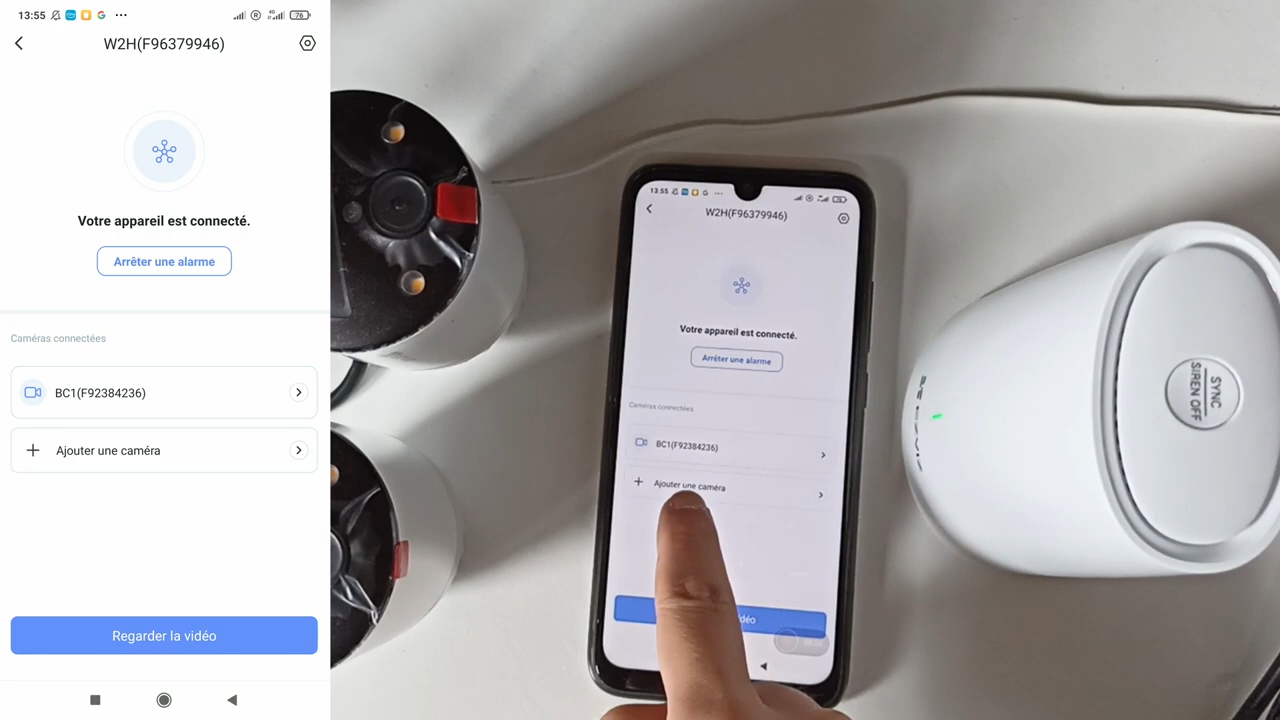 13:55
76
W2H(F96379946)
Votre appareil est connecté.
Arrêter une alarme
Caméras connectées
BC1(F92384236)
Ajouter une caméra
Regarder la vidéo
13 55
W2H(F96379946)
Votre appareil est connecté.
Arrêter une alarme
Caméras connectées
BC1(F92384236)
Ajouter une caméra
déo
SYNC
SIREN OFF
EZVIZ